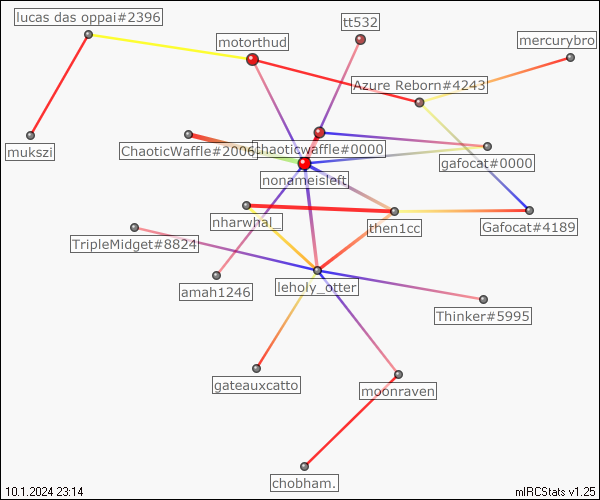 lucas das oppai#2396
tt532
motorthud
mercurybro
Azure Reborn#4243
mukszi
ChaoticWaffle#2006
chaoticwaffle#0000
gafocat#0000
nonameisleft
nharwhal_
then1cc
Gafocat#4189
TripleMidget#8824
amah1246
leholy_otter
Thinker#5995
gateauxcatto
moonraven
chobham.
10.1.2024 23:14
mIRCStats v1.25